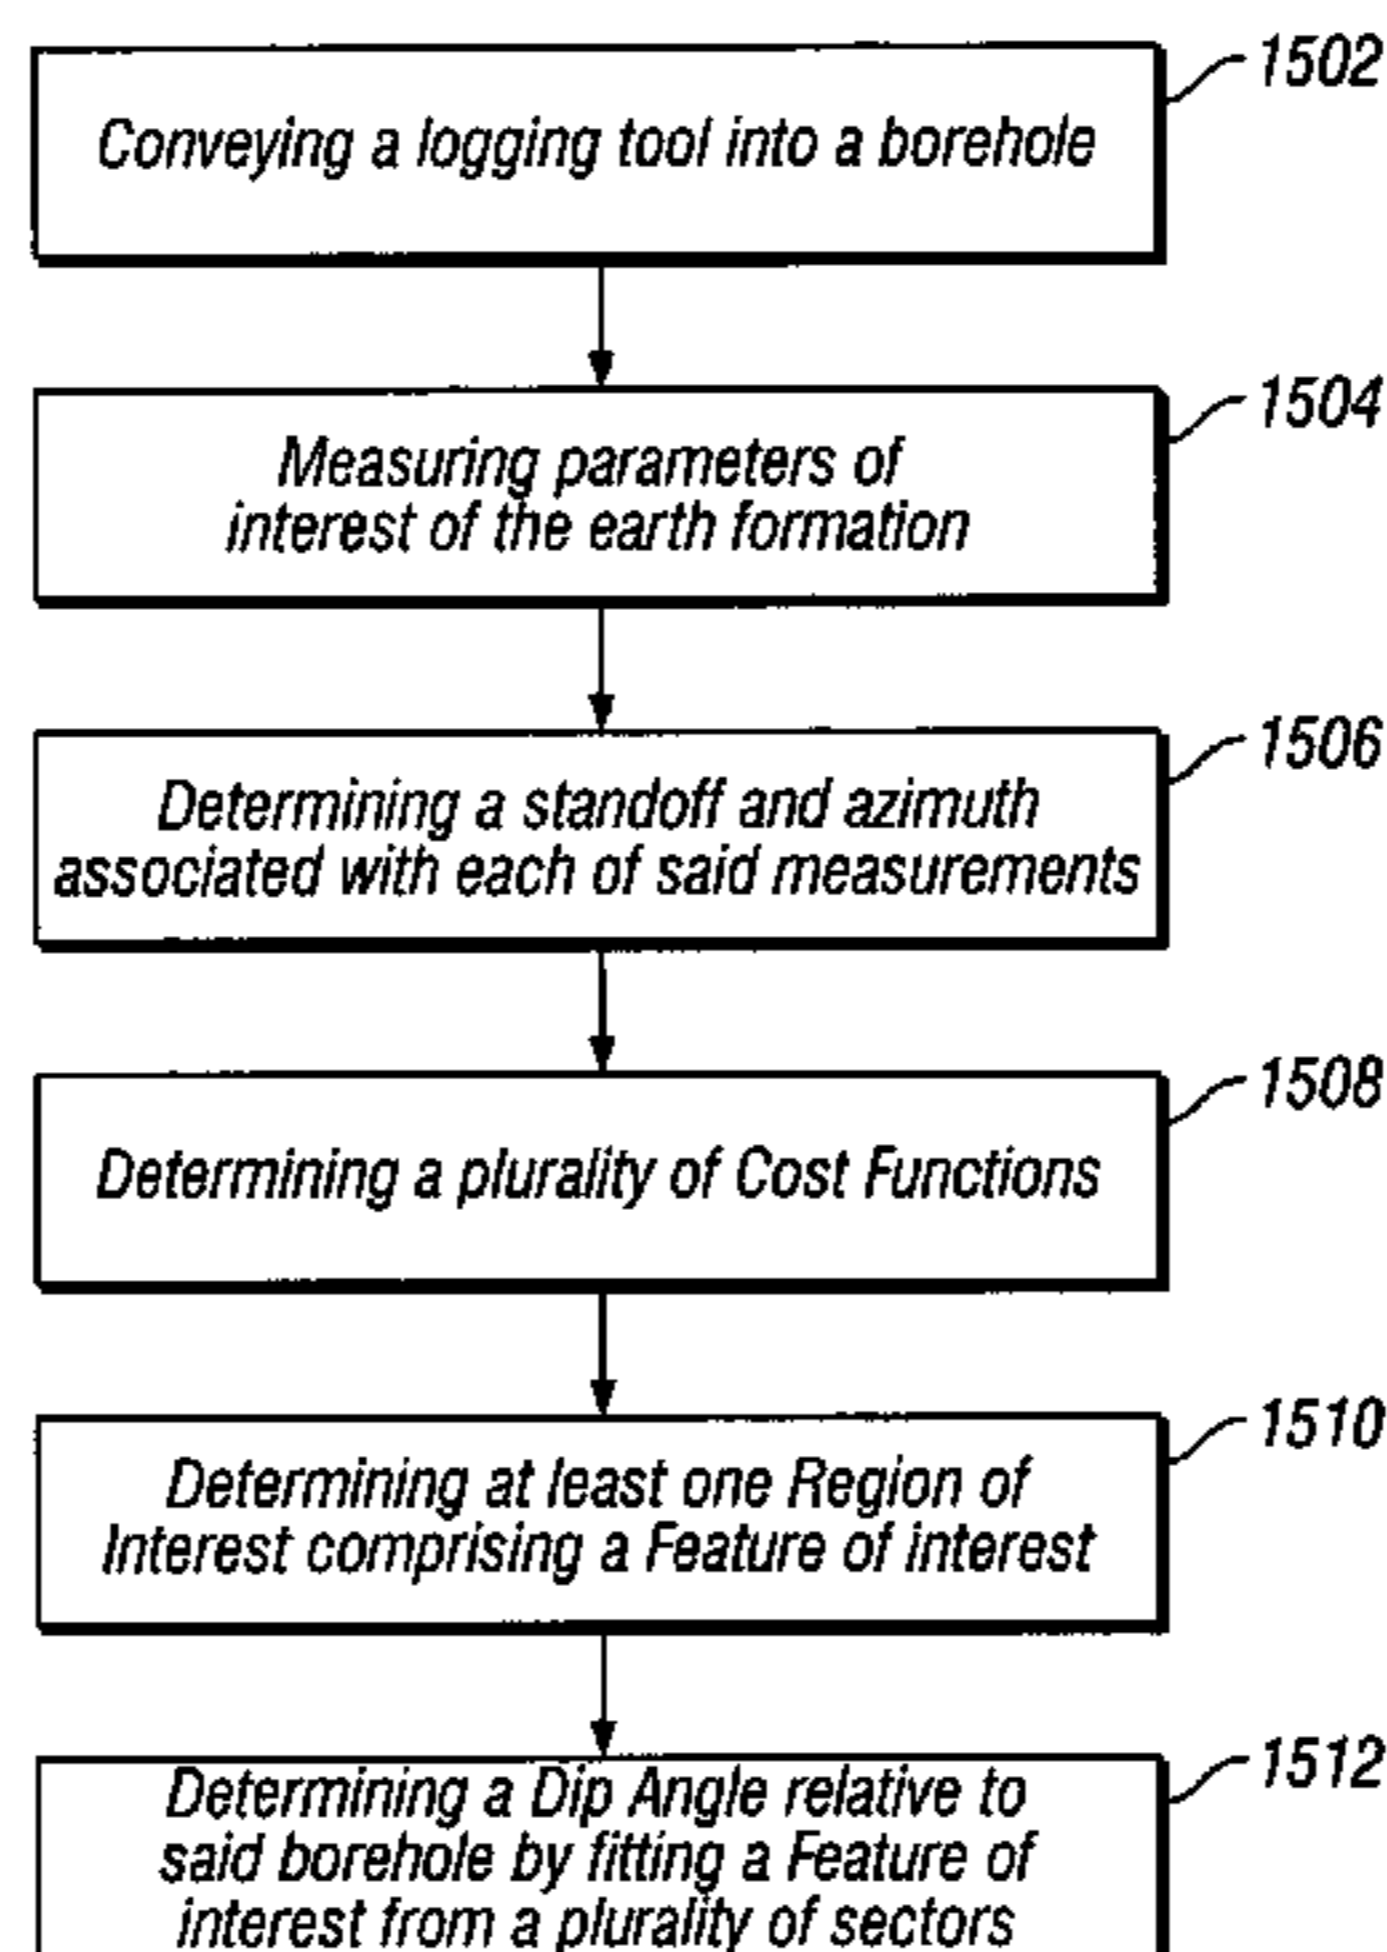 1502
Conveying a logging tool into a borehole
1504
Measuring parameters of
interest of the earth formation
1506
Determining a standoff and azimuth
associated with each of said measurements
1508
Determining a plurality of Cost Functions
1510
Determining at least one Region of
Interest comprising a Feature of interest
1512
Determining a Dip Angle relative to
said borehole by fitting a Feature of
interest from a plurality of sectors